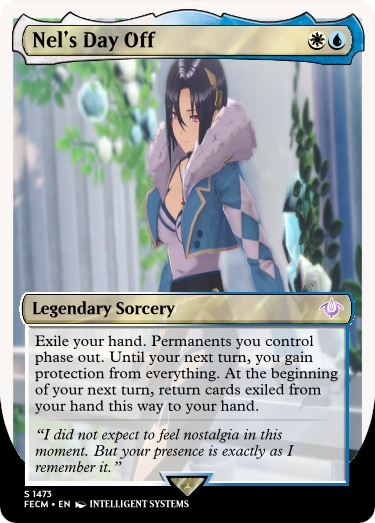 Nel's Day Off
Legendary Sorcery
Exile your hand. Permanents you control
phase out. Until your next turn, you gain
protection from everything. At the beginning
of your next turn, return cards exiled from
your hand this way to your hand.
“I did not expect to feel nostalgia in this
moment. But your presence is exactly as I
remember it.”
S 1473
FECM • EN INTELLIGENT SYSTEMS